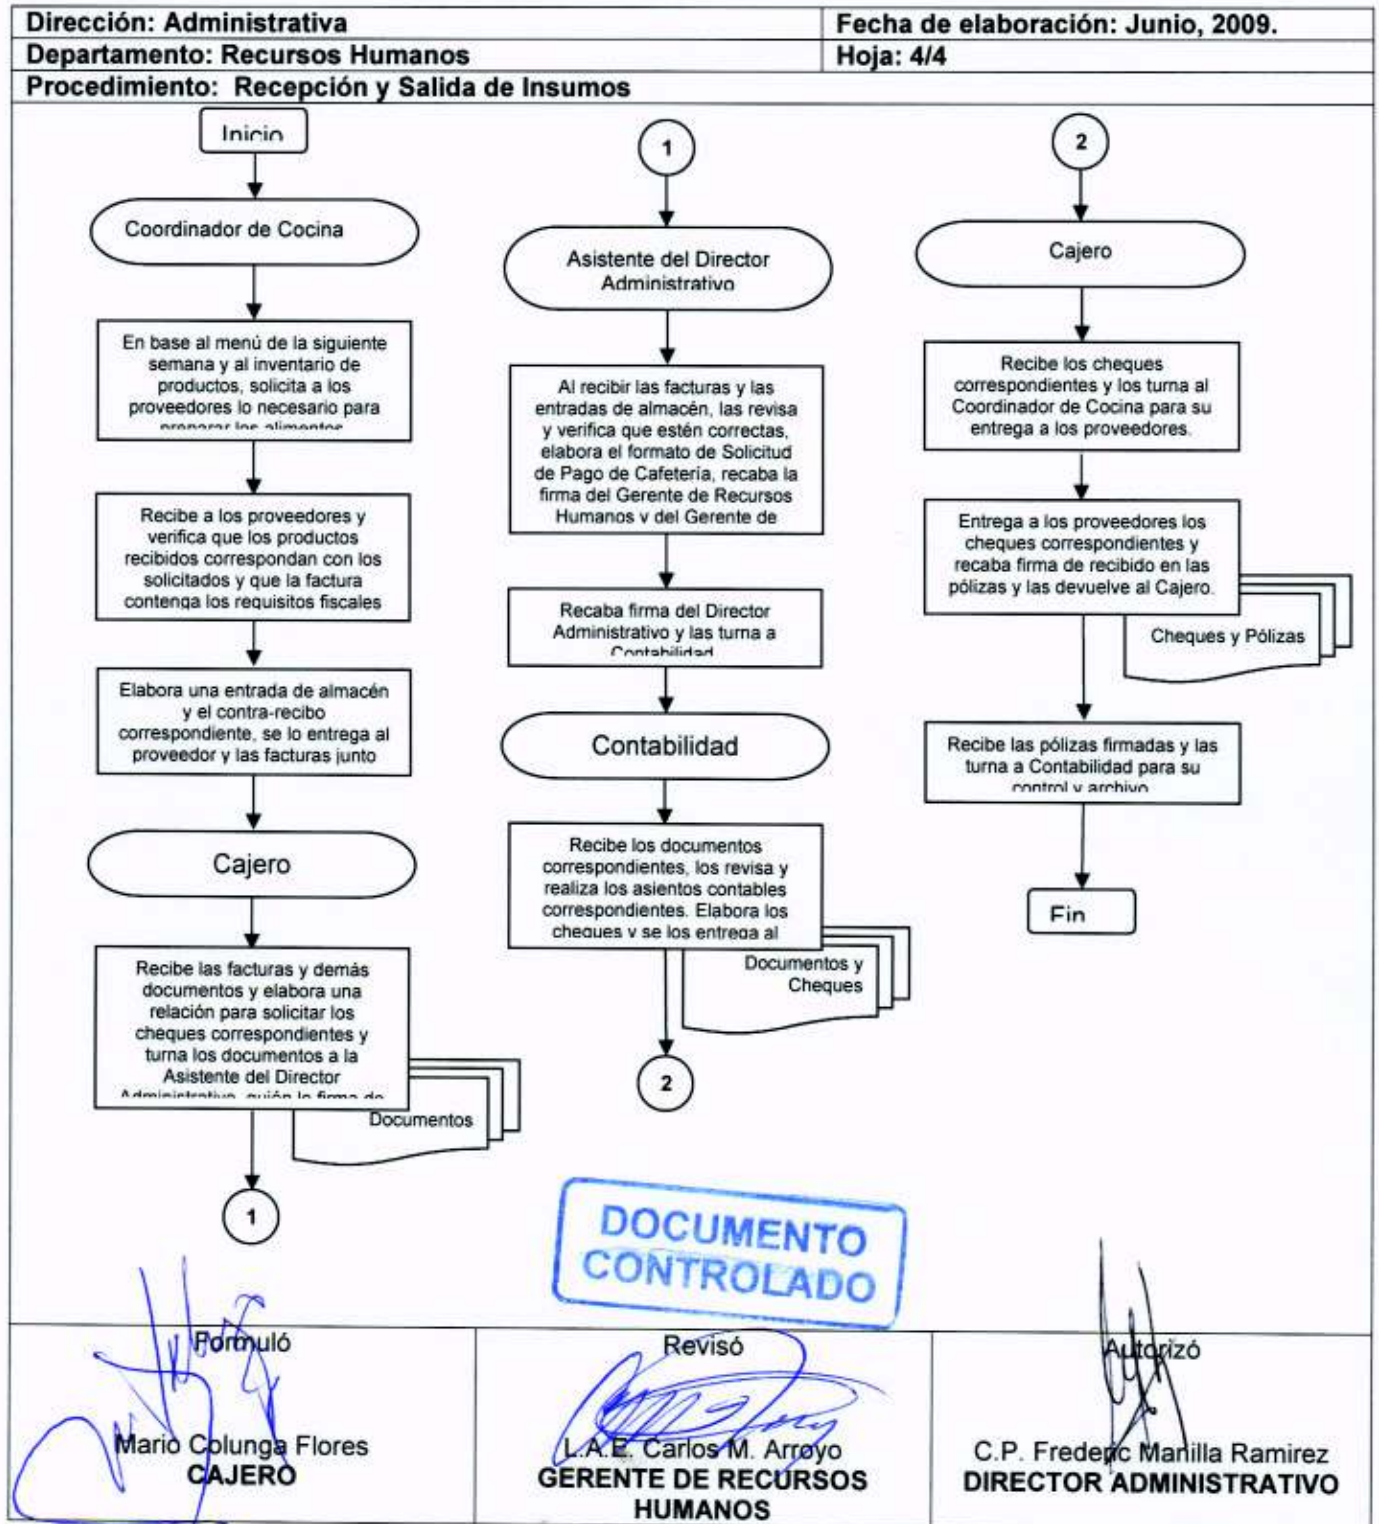 Dirección: Administrativa
Fecha de elaboración: Junio, 2009.
Departamento: Recursos Humanos
Hoja: 4/4
Procedimiento: Recepción y Salida de Insumos
Inicio
Coordinador de Cocina
En base al menú de la siguiente
semana y al inventario de
productos, solicita a los
proveedores lo necesario para
preparar los alimentos
Recibe a los proveedores y
verifica que los productos
recibidos correspondan con los
solicitados y que la factura
contenga los requisitos fiscales
Elabora una entrada de almacén
y el contra-recibo
correspondiente, se lo entrega al
proveedor y las facturas junto
Cajero
Recibe las facturas y demás
documentos y elabora una
relación para solicitar los
cheques correspondientes y
turna los documentos a la
Asistente del Director
Administrativo, quién le firma de
Documentos
1
1
Asistente del Director
Administrativo
Al recibir las facturas y las
entradas de almacén, las revisa
y verifica que estén correctas,
elabora el formato de Solicitud
de Pago de Cafetería, recaba la
firma del Gerente de Recursos
Humanos y del Gerente de
Recaba firma del Director
Administrativo y las turna a
Contabilidad
Contabilidad
Recibe los documentos
correspondientes, los revisa y
realiza los asientos contables
correspondientes. Elabora los
cheques y se los entrega al
Documentos y
Cheques
2
2
Cajero
Recibe los cheques
correspondientes y los turna al
Coordinador de Cocina para su
entrega a los proveedores.
Entrega a los proveedores los
cheques correspondientes y
recaba firma de recibido en las
pólizas y las devuelve al Cajero.
Cheques y Pólizas
Recibe las pólizas firmadas y las
turna a Contabilidad para su
control y archivo
Fin
DOCUMENTO
CONTROLADO
Formuló
Mario Colunga Flores
CAJERO
Revisó
L.A.E. Carlos M. Arroyo
GERENTE DE RECURSOS
HUMANOS
Autorizó
C.P. Frederic Manilla Ramirez
DIRECTOR ADMINISTRATIVO